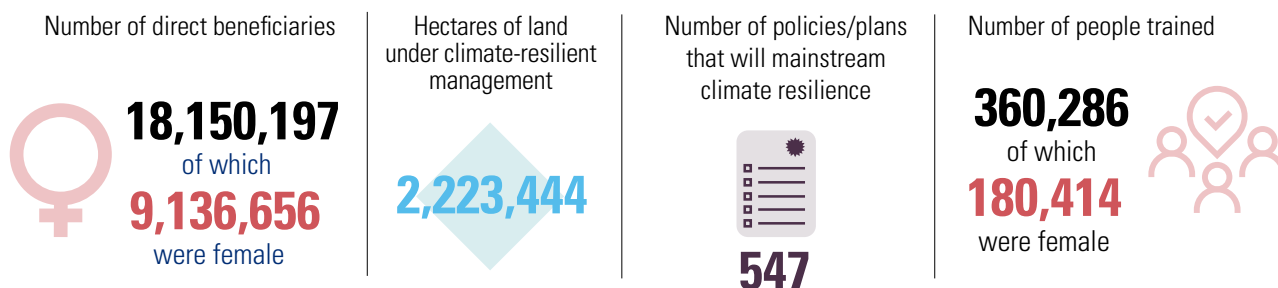 Number of direct beneficiaries
18,150,197
of which
9,136,656
were female
Hectares of land
under climate-resilient
management
2,223,444
Number of policies/plans
that will mainstream
climate resilience
547
Number of people trained
360,286
of which
180,414
were female